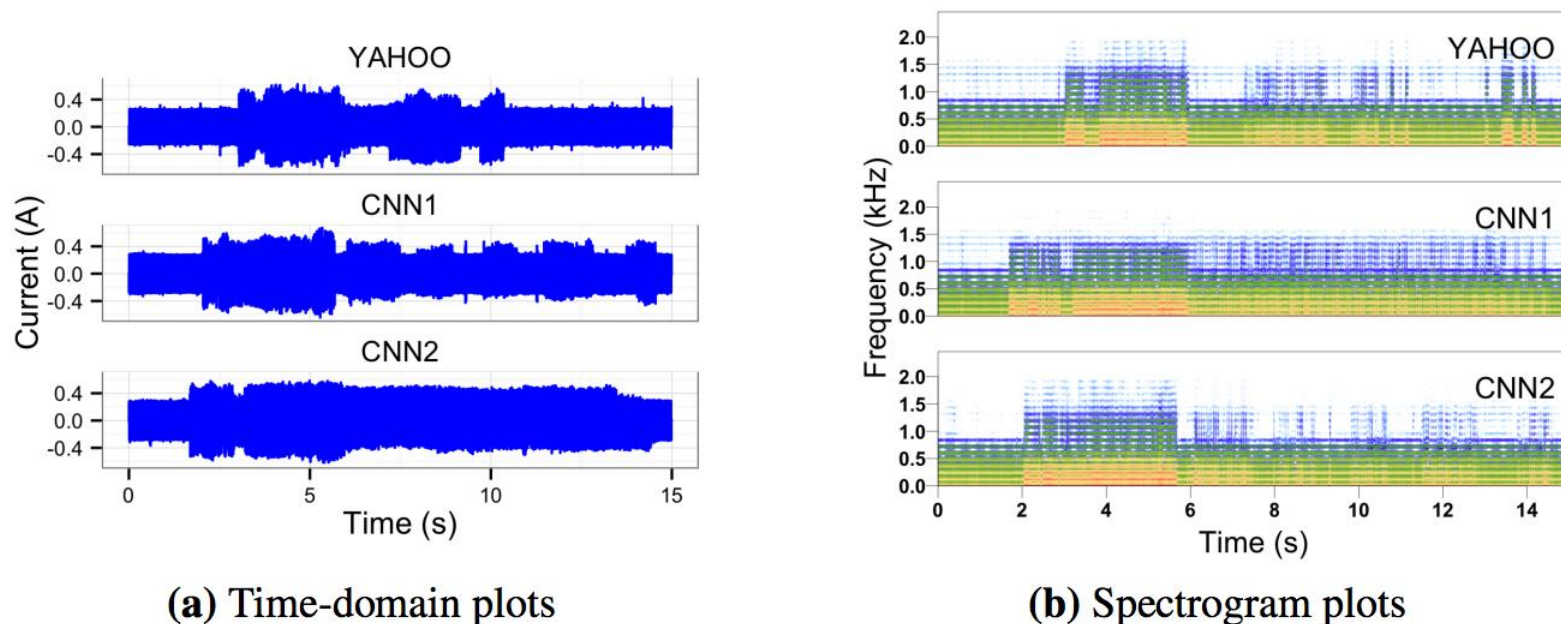 YAHOO
0.4
0.0
-0.4
CNN1
0.4
0.0
-0.4
CNN2
0.4
0.0
-0.4
0 5 10 15
Current (A)
Time (s)
(a) Time-domain plots
YAHOO
2.0
1.5
1.0
0.5
0.0
CNN1
2.0
1.5
1.0
0.5
0.0
CNN2
2.0
1.5
1.0
0.5
0.0
0 2 4 6 8 10 12 14
Frequency (kHz)
Time (s)
(b) Spectrogram plots